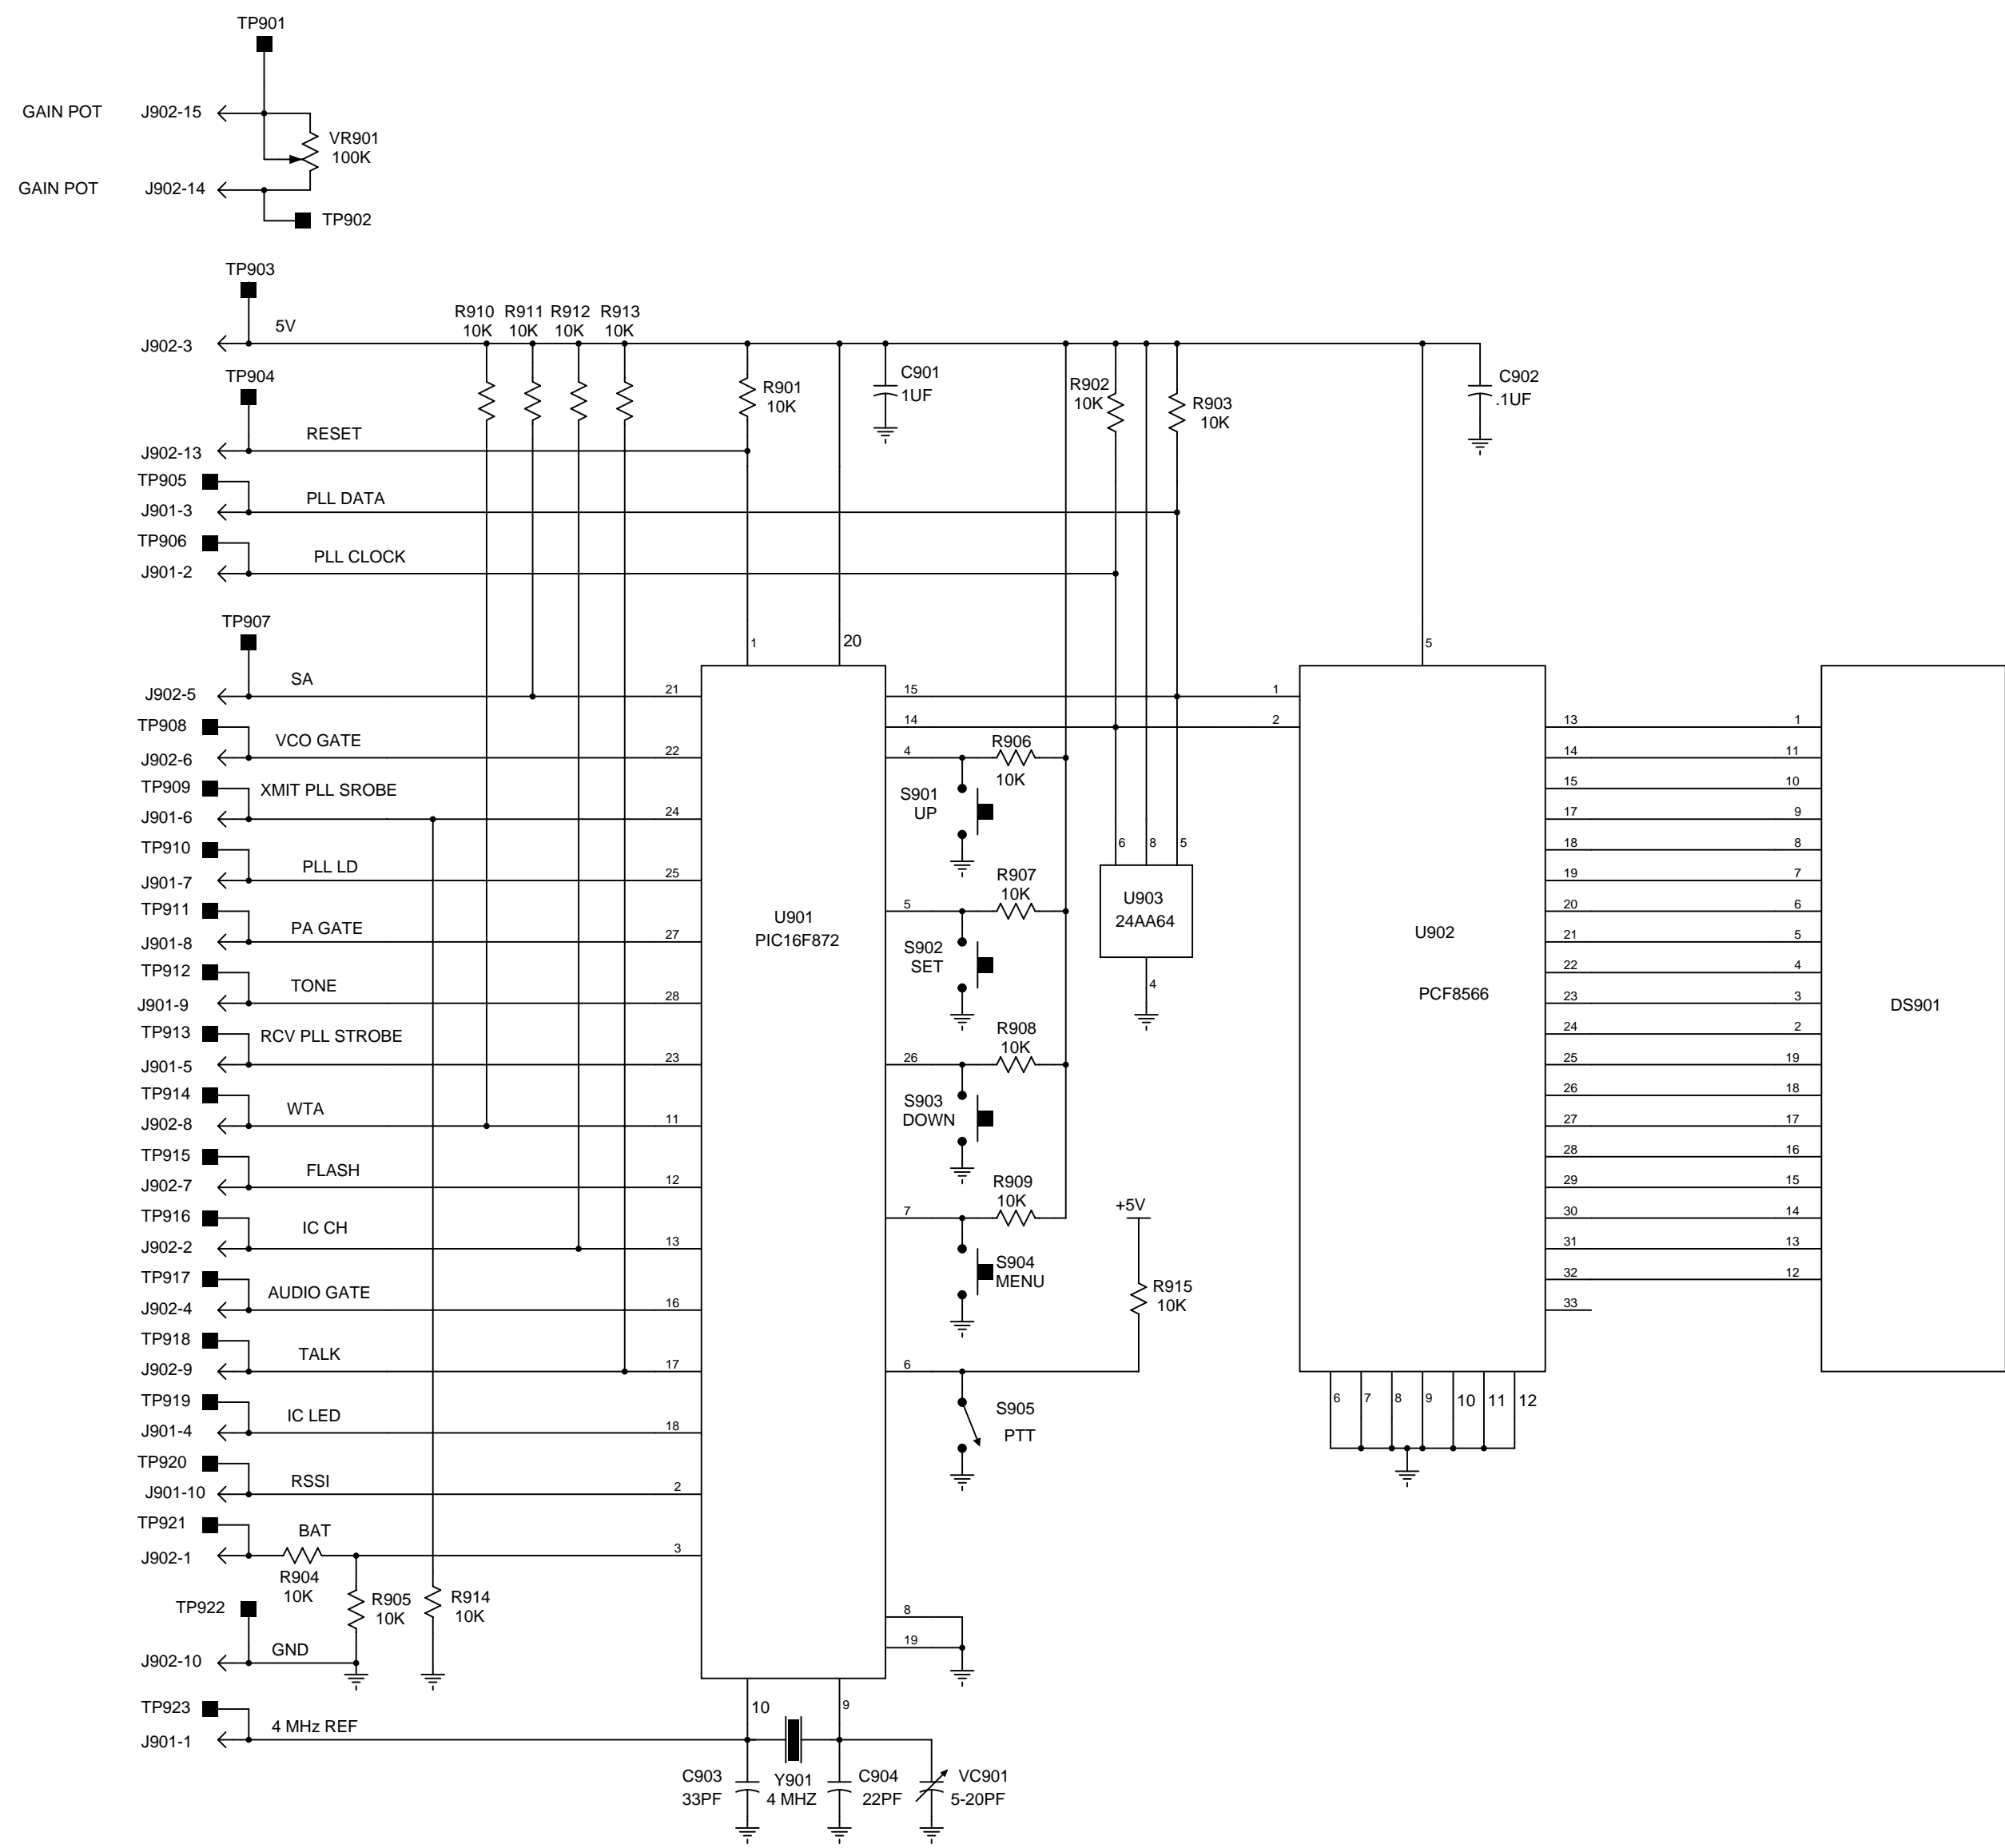 TP901
GAIN POT J902-15
VR901
100K
GAIN POT J902-14
TP902
TP903
5V
J902-3
R910 R911 R912 R913
10K 10K 10K 10K
TP904
RESET
J902-13
R901
10K
C901
1UF
R902
10K
R903
10K
C902
.1UF
TP905
PLL DATA
J901-3
TP906
PLL CLOCK
J901-2
TP907
SA
J902-5
TP908
VCO GATE
J902-6
TP909
XMIT PLL SROBE
J901-6
TP910
PLL LD
J901-7
TP911
PA GATE
J901-8
TP912
TONE
J901-9
TP913
RCV PLL STROBE
J901-5
TP914
WTA
J902-8
TP915
FLASH
J902-7
TP916
IC CH
J902-2
TP917
AUDIO GATE
J902-4
TP918
TALK
J902-9
TP919
IC LED
J901-4
TP920
RSSI
J901-10
TP921
BAT
J902-1
R904
10K
R905
10K
R914
10K
TP922
GND
J902-10
TP923
4 MHz REF
J901-1
1 20
21
22
24
25
27
28
23
11
12
13
16
17
18
2
3
U901
PIC16F872
15
14
4
5
26
7
6
8
19
10 9
R906
10K
S901
UP
R907
10K
S902
SET
R908
10K
S903
DOWN
R909
10K
S904
MENU
+5V
R915
10K
S905
PTT
C903
33PF
Y901
4 MHZ
C904
22PF
VC901
5-20PF
6 8 5
U903
24AA64
4
5
1
2
U902
PCF8566
13 1
14 11
15 10
17 9
18 8
19 7
20 6
21 5
22 4
23 3
24 2
25 19
26 18
27 17
28 16
29 15
30 14
31 13
32 12
33
6 7 8 9 10 11 12
DS901